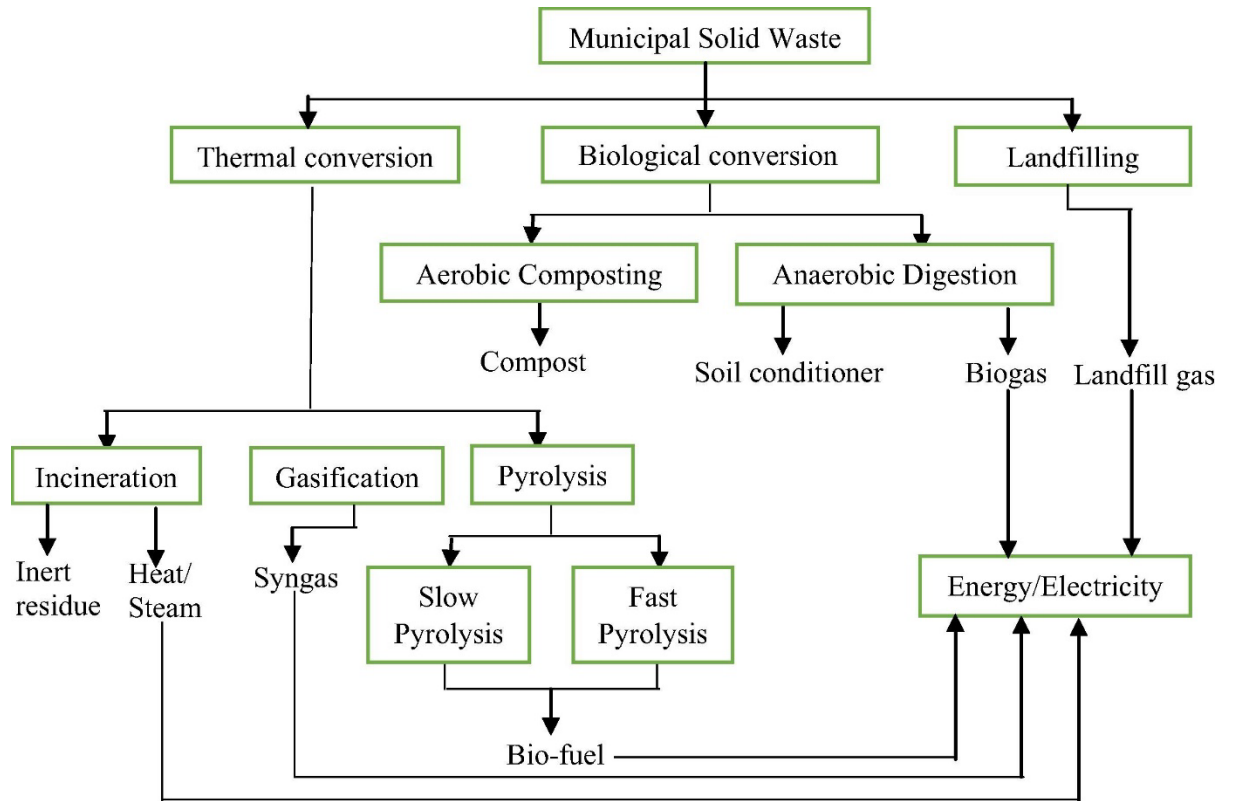 Municipal Solid Waste
Thermal conversion
Biological conversion
Landfilling
Aerobic Composting
Anaerobic Digestion
Compost
Soil conditioner
Biogas
Landfill gas
Incineration
Gasification
Pyrolysis
Inert
residue
Heat/
Steam
Syngas
Slow
Pyrolysis
Fast
Pyrolysis
Energy/Electricity
Bio-fuel